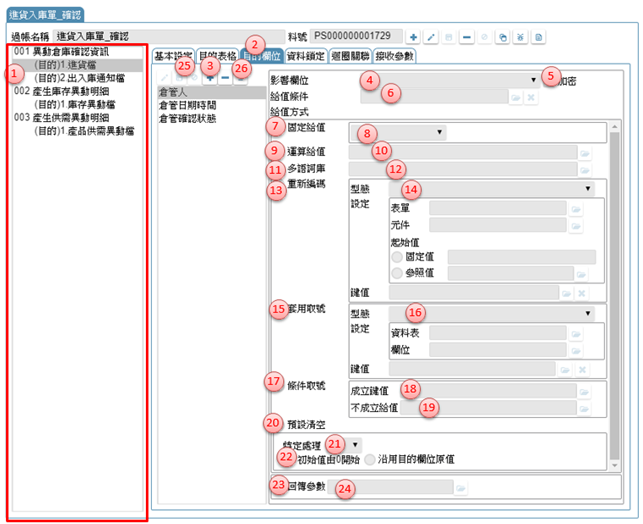 進貨入庫單_確認
過帳名稱 進貨入庫單_確認 料號 PS000000001729
001 異動倉庫確認資訊
(目的)1.進貨檔
(目的)2.出入庫通知檔
002 產生庫存異動明細
(目的)1.庫存異動檔
003 產生供需異動明細
(目的)1.產品供需異動檔
1
基本設定 目的表格 目的欄位 資料鎖定 迴圈關聯 接收參數
2
25 3 26
倉管人
倉管日期時間
倉管確認狀態
影響欄位 4 5 加密
給值條件 6
給值方式
7 固定給值 8
9 運算給值 10
11 多語詞庫 12
13 重新編碼 型態 14
設定 表單
元件
起始值
固定值
參照值
鍵值
15 套用取號 型態 16
設定 資料表
欄位
鍵值
17 條件取號 成立鍵值 18
不成立給值 19
20 預設清空
特定處理 21
22 初始值由0開始 沿用目的欄位原值
23 回傳參數 24